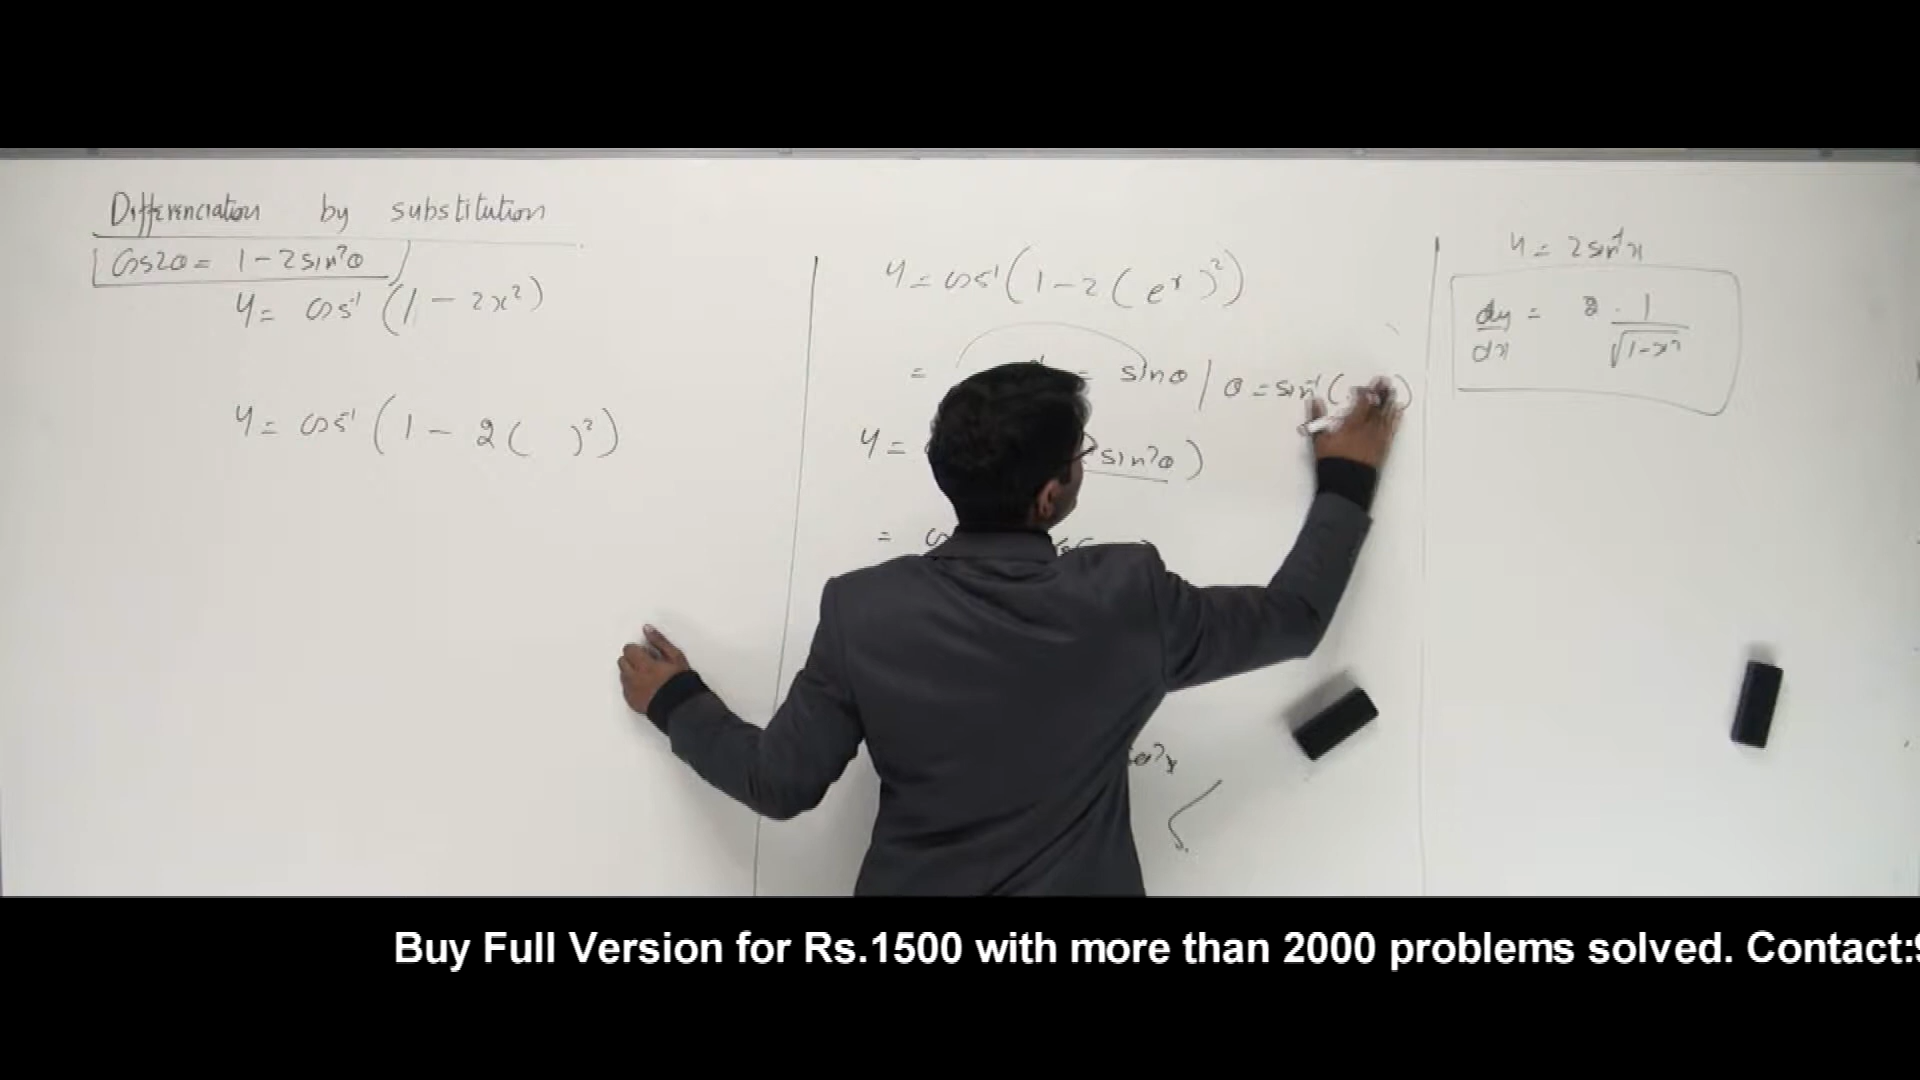 Differenciation by substitution
cos2θ = 1 - 2sin²θ
y = cos⁻¹ (1 - 2x²)
y = cos⁻¹ (1 - 2( )²)
y = cos⁻¹ (1 - 2 (eˣ)²)
= = sinθ | θ = sin⁻¹ ( )
y = sin²θ )
=
y = 2sin⁻¹x
dy/dx = 2 . 1/√1-x²
Buy Full Version for Rs.1500 with more than 2000 problems solved. Contact: